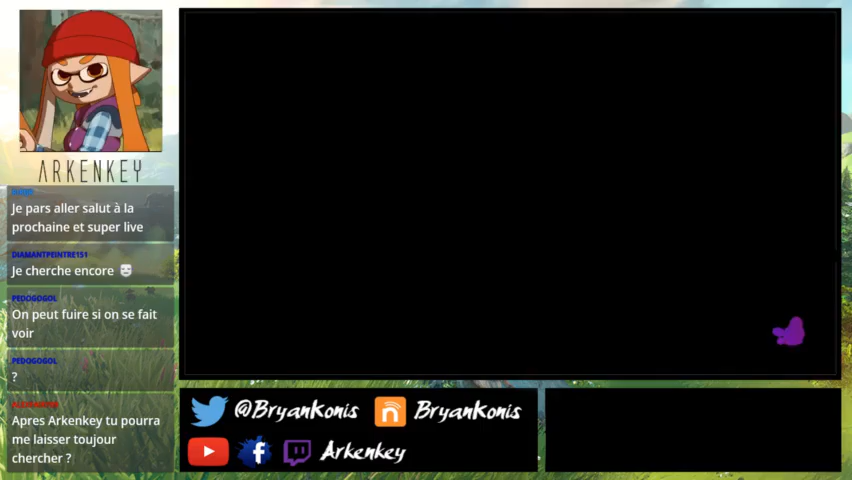 ARKENKEY
Je pars aller salut à la
prochaine et super live
DIAMANTPEINTRE151
Je cherche encore
PEDOGOGOL
On peut fuire si on se fait
voir
PEDOGOGOL
?
Apres Arkenkey tu pourra
me laisser toujour
chercher ?
@BryanKonis
BryanKonis
Arkenkey